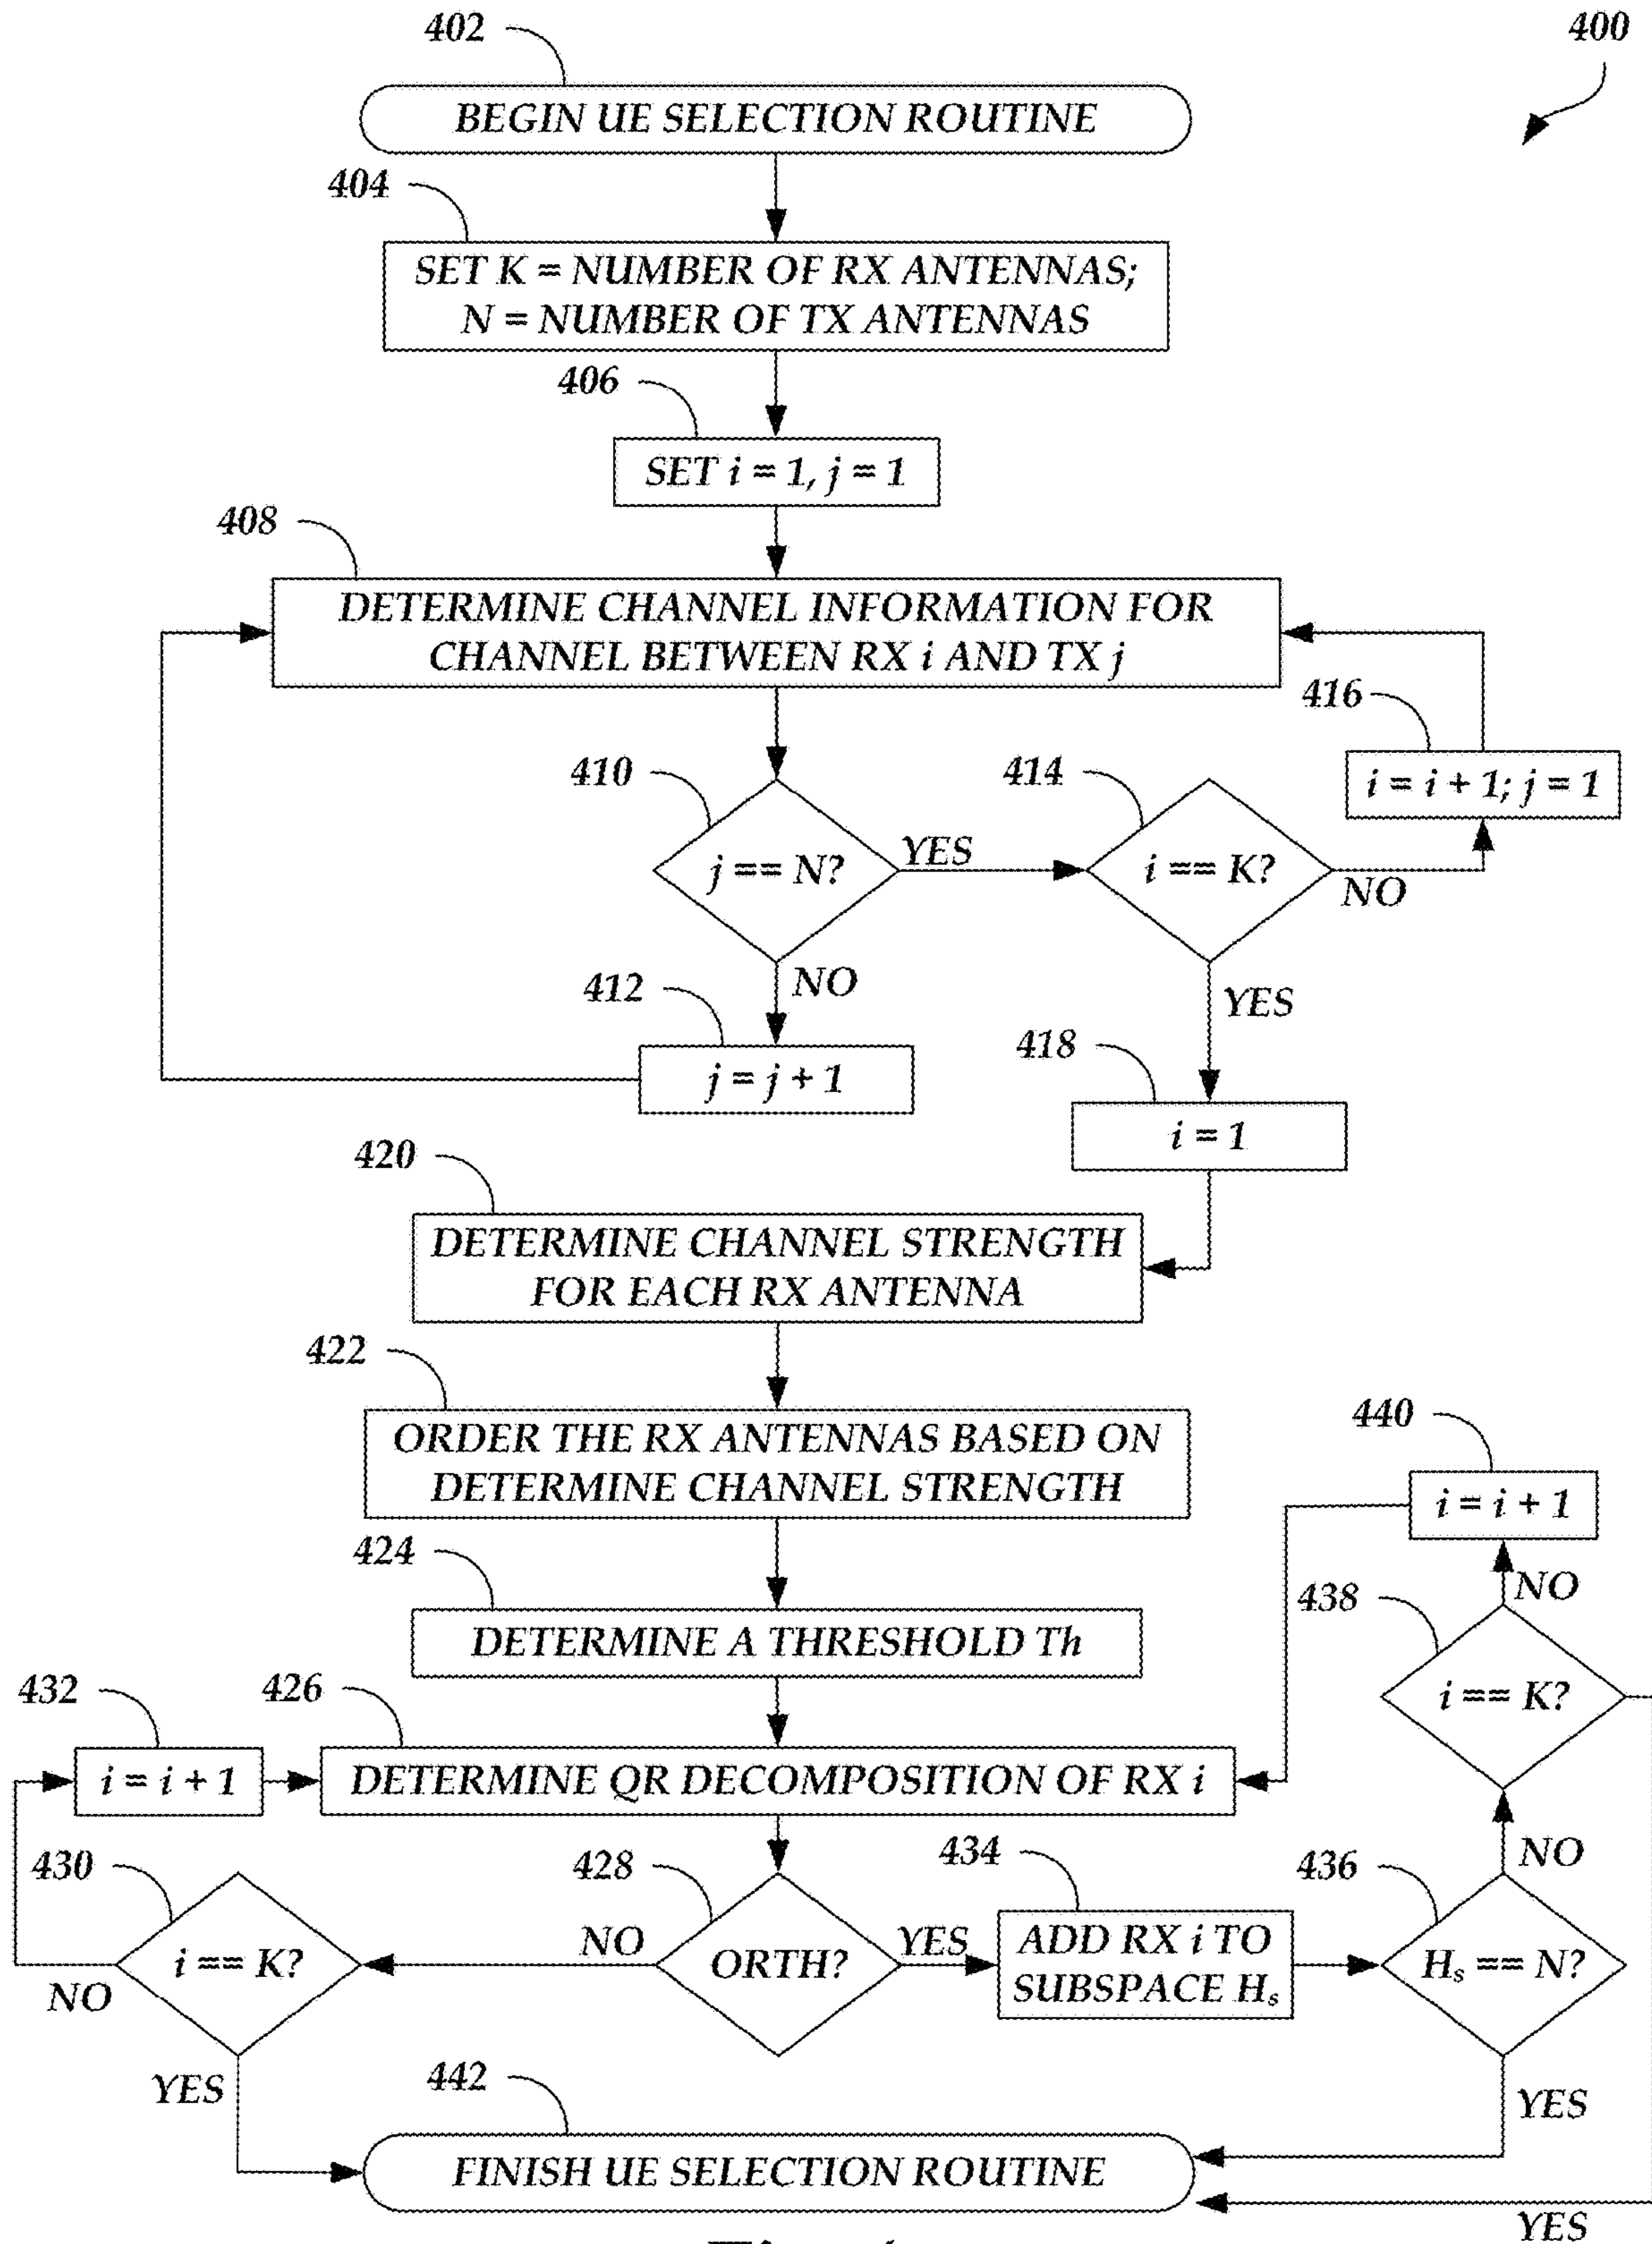 402
400
BEGIN UE SELECTION ROUTINE
404
SET K = NUMBER OF RX ANTENNAS;
N = NUMBER OF TX ANTENNAS
406
SET i = 1, j = 1
408
DETERMINE CHANNEL INFORMATION FOR
CHANNEL BETWEEN RX i AND TX j
416
i = i + 1; j = 1
410
414
j == N?
YES
i == K?
NO
NO
412
YES
j = j + 1
418
i = 1
420
DETERMINE CHANNEL STRENGTH
FOR EACH RX ANTENNA
422
ORDER THE RX ANTENNAS BASED ON
DETERMINE CHANNEL STRENGTH
440
i = i + 1
424
NO
438
DETERMINE A THRESHOLD Th
i == K?
432
426
i = i + 1
DETERMINE QR DECOMPOSITION OF RX i
NO
430
428
434
436
i == K?
NO
ORTH?
YES
ADD RX i TO
SUBSPACE Hs
Hs == N?
NO
YES
442
YES
FINISH UE SELECTION ROUTINE
YES